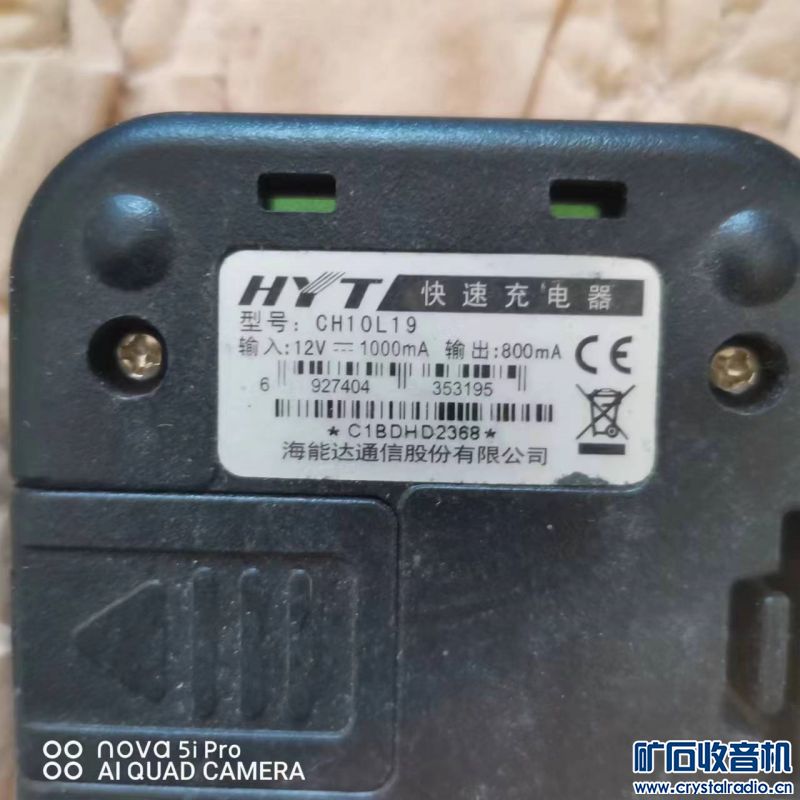 HYT 快速充电器
型号: CH10L19
输入:12V⎓1000mA 输出:800mA
CE
6 927404 353195
*C1BDHD2368*
海能达通信股份有限公司
nova 5i Pro
AI QUAD CAMERA
矿石收音机
www.crystalradio.cn